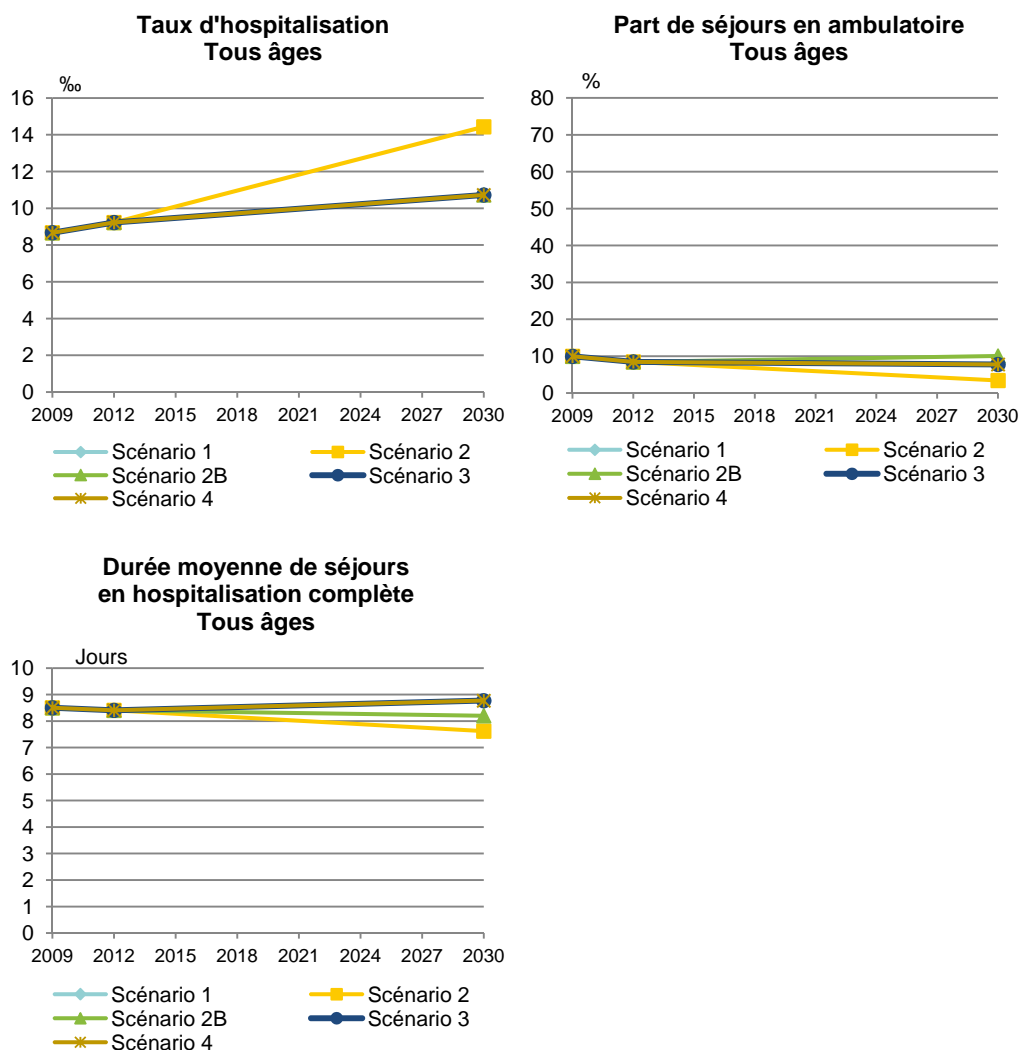 Taux d'hospitalisation
Tous âges
‰
16
14
12
10
8
6
4
2
0
2009 2012 2015 2018 2021 2024 2027 2030
Scénario 1
Scénario 2
Scénario 2B
Scénario 3
Scénario 4
Part de séjours en ambulatoire
Tous âges
%
80
70
60
50
40
30
20
10
0
2009 2012 2015 2018 2021 2024 2027 2030
Scénario 1
Scénario 2
Scénario 2B
Scénario 3
Scénario 4
Durée moyenne de séjours
en hospitalisation complète
Tous âges
Jours
10
9
8
7
6
5
4
3
2
1
0
2009 2012 2015 2018 2021 2024 2027 2030
Scénario 1
Scénario 2
Scénario 2B
Scénario 3
Scénario 4